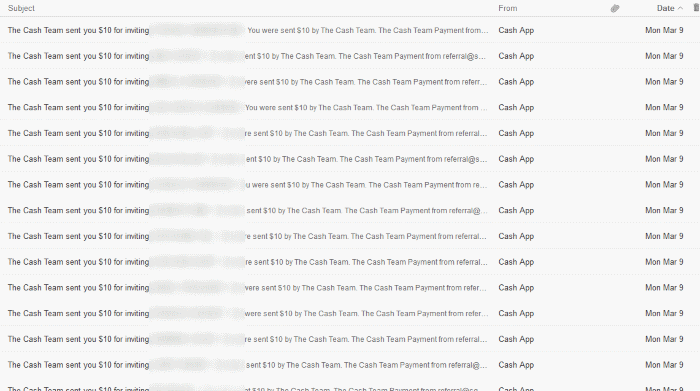 Subject From Date
The Cash Team sent you $10 for inviting You were sent $10 by The Cash Team. The Cash Team Payment from referral@s... Cash App Mon Mar 9
The Cash Team sent you $10 for inviting ent $10 by The Cash Team. The Cash Team Payment from referral@s... Cash App Mon Mar 9
The Cash Team sent you $10 for inviting ere sent $10 by The Cash Team. The Cash Team Payment from referr... Cash App Mon Mar 9
The Cash Team sent you $10 for inviting You were sent $10 by The Cash Team. The Cash Team Payment from ... Cash App Mon Mar 9
The Cash Team sent you $10 for inviting re sent $10 by The Cash Team. The Cash Team Payment from referral... Cash App Mon Mar 9
The Cash Team sent you $10 for inviting ent $10 by The Cash Team. The Cash Team Payment from referral@s... Cash App Mon Mar 9
The Cash Team sent you $10 for inviting u were sent $10 by The Cash Team. The Cash Team Payment from re... Cash App Mon Mar 9
The Cash Team sent you $10 for inviting sent $10 by The Cash Team. The Cash Team Payment from referral@... Cash App Mon Mar 9
The Cash Team sent you $10 for inviting e sent $10 by The Cash Team. The Cash Team Payment from referral... Cash App Mon Mar 9
The Cash Team sent you $10 for inviting re sent $10 by The Cash Team. The Cash Team Payment from referral... Cash App Mon Mar 9
The Cash Team sent you $10 for inviting were sent $10 by The Cash Team. The Cash Team Payment from refer... Cash App Mon Mar 9
The Cash Team sent you $10 for inviting were sent $10 by The Cash Team. The Cash Team Payment from refer... Cash App Mon Mar 9
The Cash Team sent you $10 for inviting ere sent $10 by The Cash Team. The Cash Team Payment from referr... Cash App Mon Mar 9
The Cash Team sent you $10 for inviting sent $10 by The Cash Team. The Cash Team Payment from referral@... Cash App Mon Mar 9
The Cash Team sent you $10 for inviting $10 by The Cash Team. The Cash Team Payment from Cash App Mon Mar 9